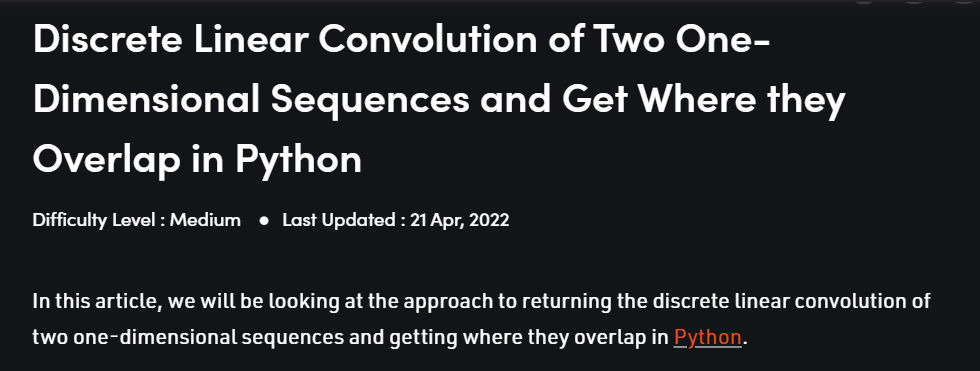 Discrete Linear Convolution of Two One-
Dimensional Sequences and Get Where they
Overlap in Python
Difficulty Level : Medium ● Last Updated : 21 Apr, 2022
In this article, we will be looking at the approach to returning the discrete linear convolution of
two one-dimensional sequences and getting where they overlap in Python.